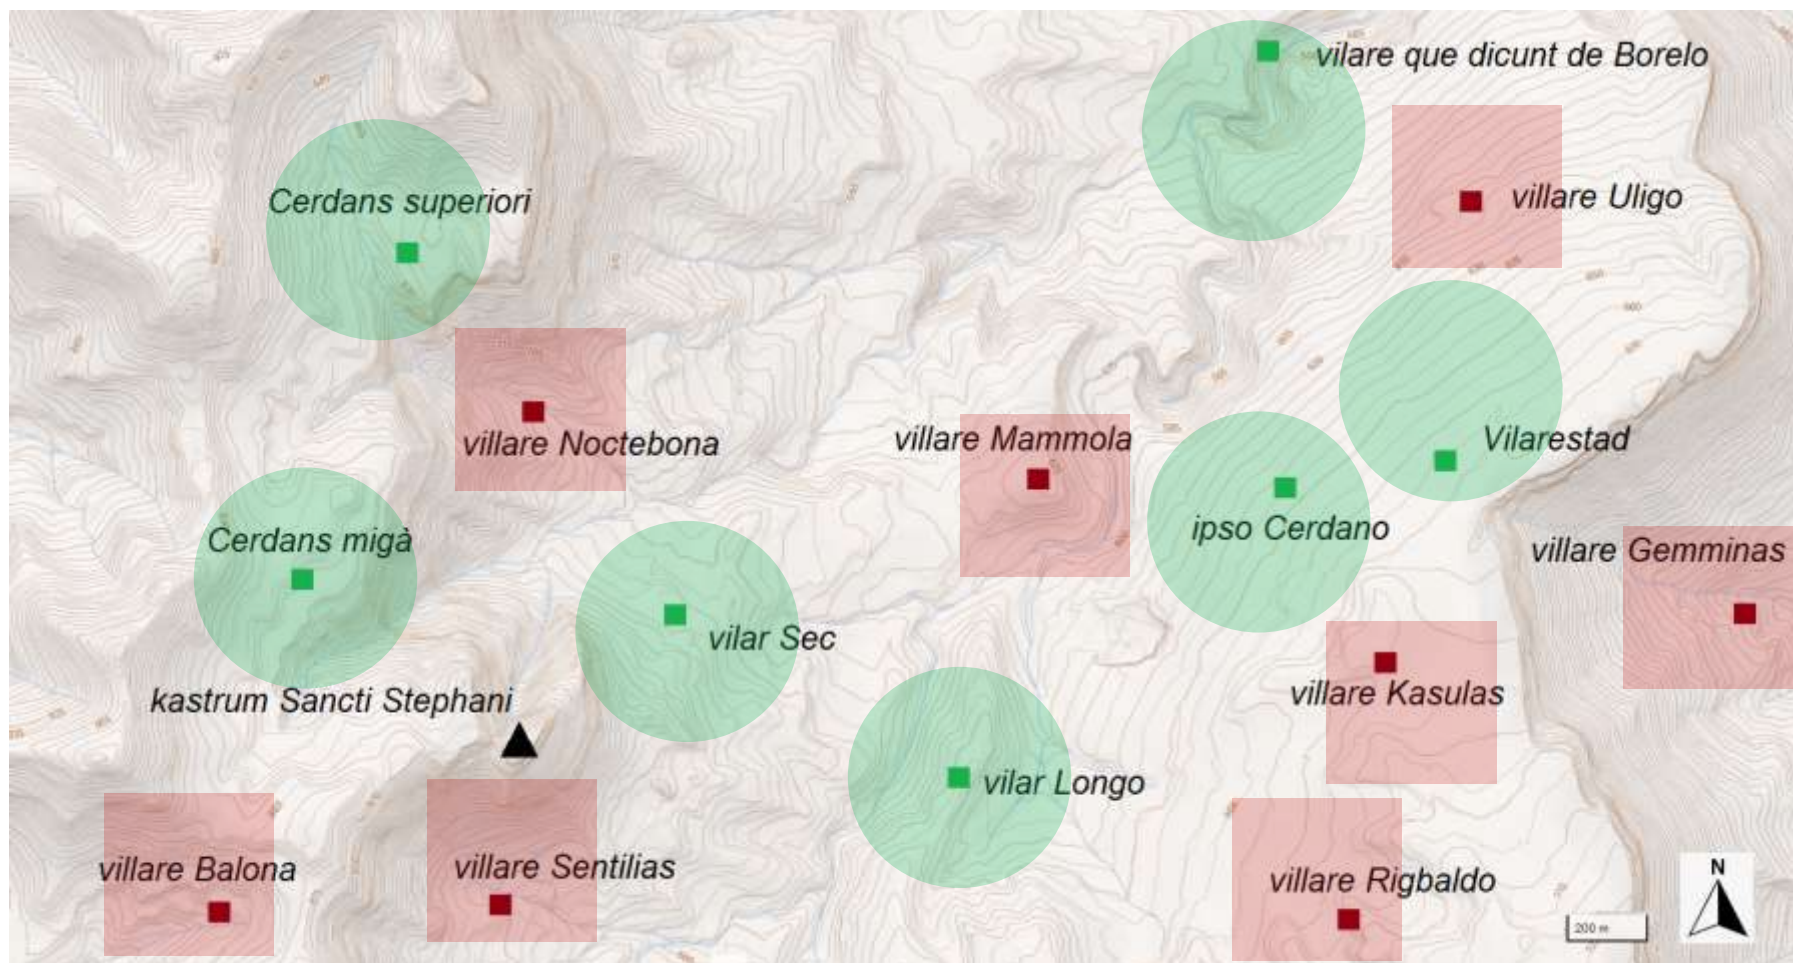 vilare que dicunt de Borelo
Cerdans superiori
villare Uligo
villare Noctebona
villare Mammola
Vilarestad
Cerdans migà
ipso Cerdano
villare Gemminas
vilar Sec
kastrum Sancti Stephani
villare Kasulas
vilar Longo
villare Balona
villare Sentilias
villare Rigbaldo
N
200 m